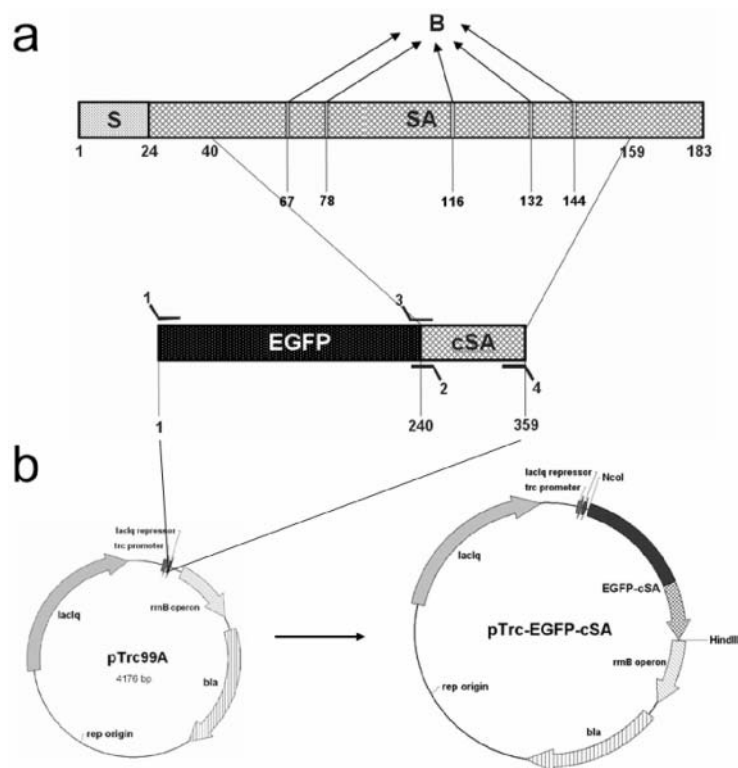 a
B
S SA
1 24 40 159 183
67 78 116 132 144
1 3
EGFP cSA
2 4
1 240 359
b
lacIq repressor
trc promoter
lacIq
rrnB operon
pTrc99A
4176 bp
bla
rep origin
lacIq repressor
trc prometer
NcoI
lacIq
EGFP-cSA
pTrc-EGFP-cSA
HindIII
rrnB operon
rep origin
bla